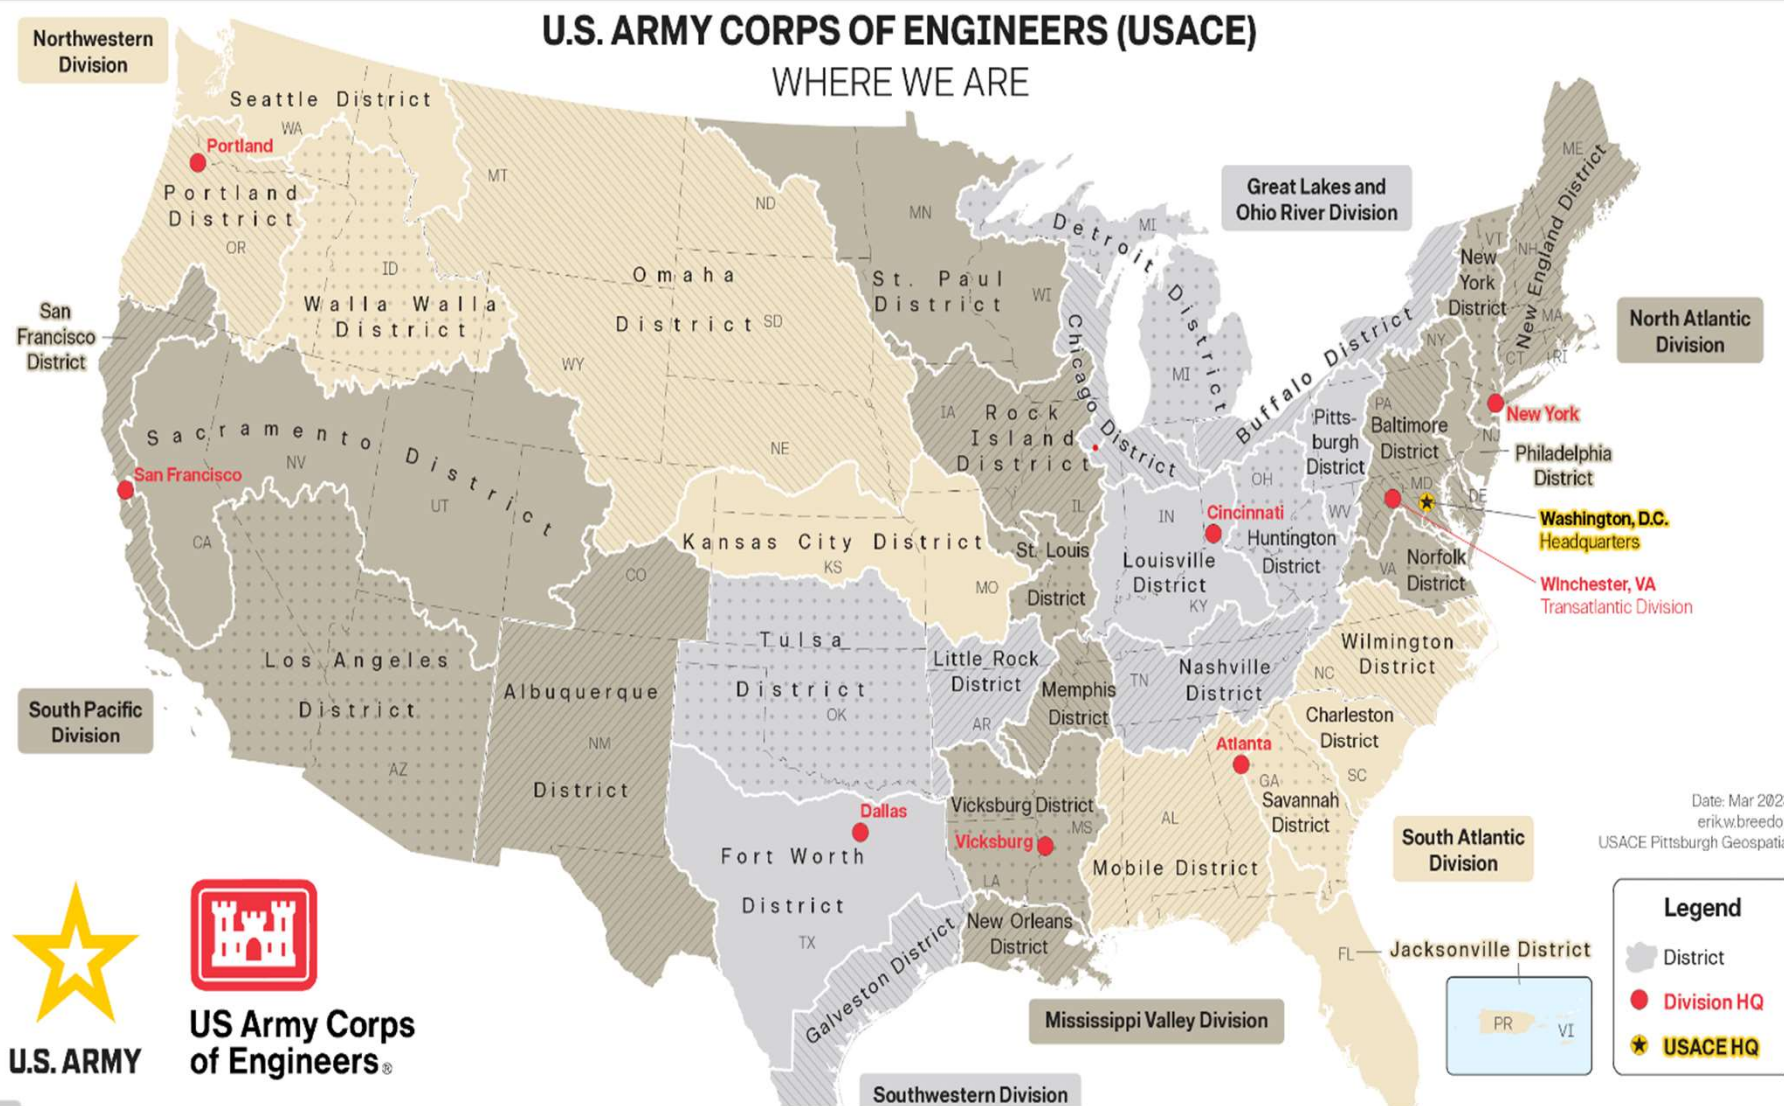 U.S. ARMY CORPS OF ENGINEERS (USACE)
WHERE WE ARE
Northwestern
Division
Seattle District
WA
Portland
Portland
District
OR
MT
ID
Walla Walla
District
ND
Omaha
District
SD
WY
NE
MN
St. Paul
District
WI
Great Lakes and
Ohio River Division
Detroit District
MI
MI
Chicago District
Buffalo District
ME
New England District
VT
NH
New
York
District
MA
CT
RI
NY
North Atlantic
Division
San
Francisco
District
Sacramento District
San Francisco
NV
UT
CA
IA
Rock
Island
District
IL
Pitts-
burgh
District
PA
Baltimore
District
New York
NJ
Philadelphia
District
OH
MD
DE
WV
IN
Cincinnati
Huntington
District
Washington, D.C.
Headquarters
Winchester, VA
Transatlantic Division
Norfolk
District
VA
Kansas City District
KS
MO
CO
St. Louis
District
Louisville
District
KY
Los Angeles
District
AZ
Albuquerque
NM
District
Tulsa
District
OK
Little Rock
District
AR
Memphis
District
TN
Nashville
District
Wilmington
District
NC
Charleston
District
SC
South Pacific
Division
Atlanta
GA
Savannah
District
Dallas
Fort Worth
District
TX
Vicksburg District
MS
Vicksburg
LA
AL
Mobile District
New Orleans
District
Galveston District
South Atlantic
Division
Date: Mar 202
erik.w.breedo
USACE Pittsburgh Geospatia
FL
Jacksonville District
PR
VI
Mississippi Valley Division
Southwestern Division
Legend
District
Division HQ
USACE HQ
U.S. ARMY
US Army Corps
of Engineers®